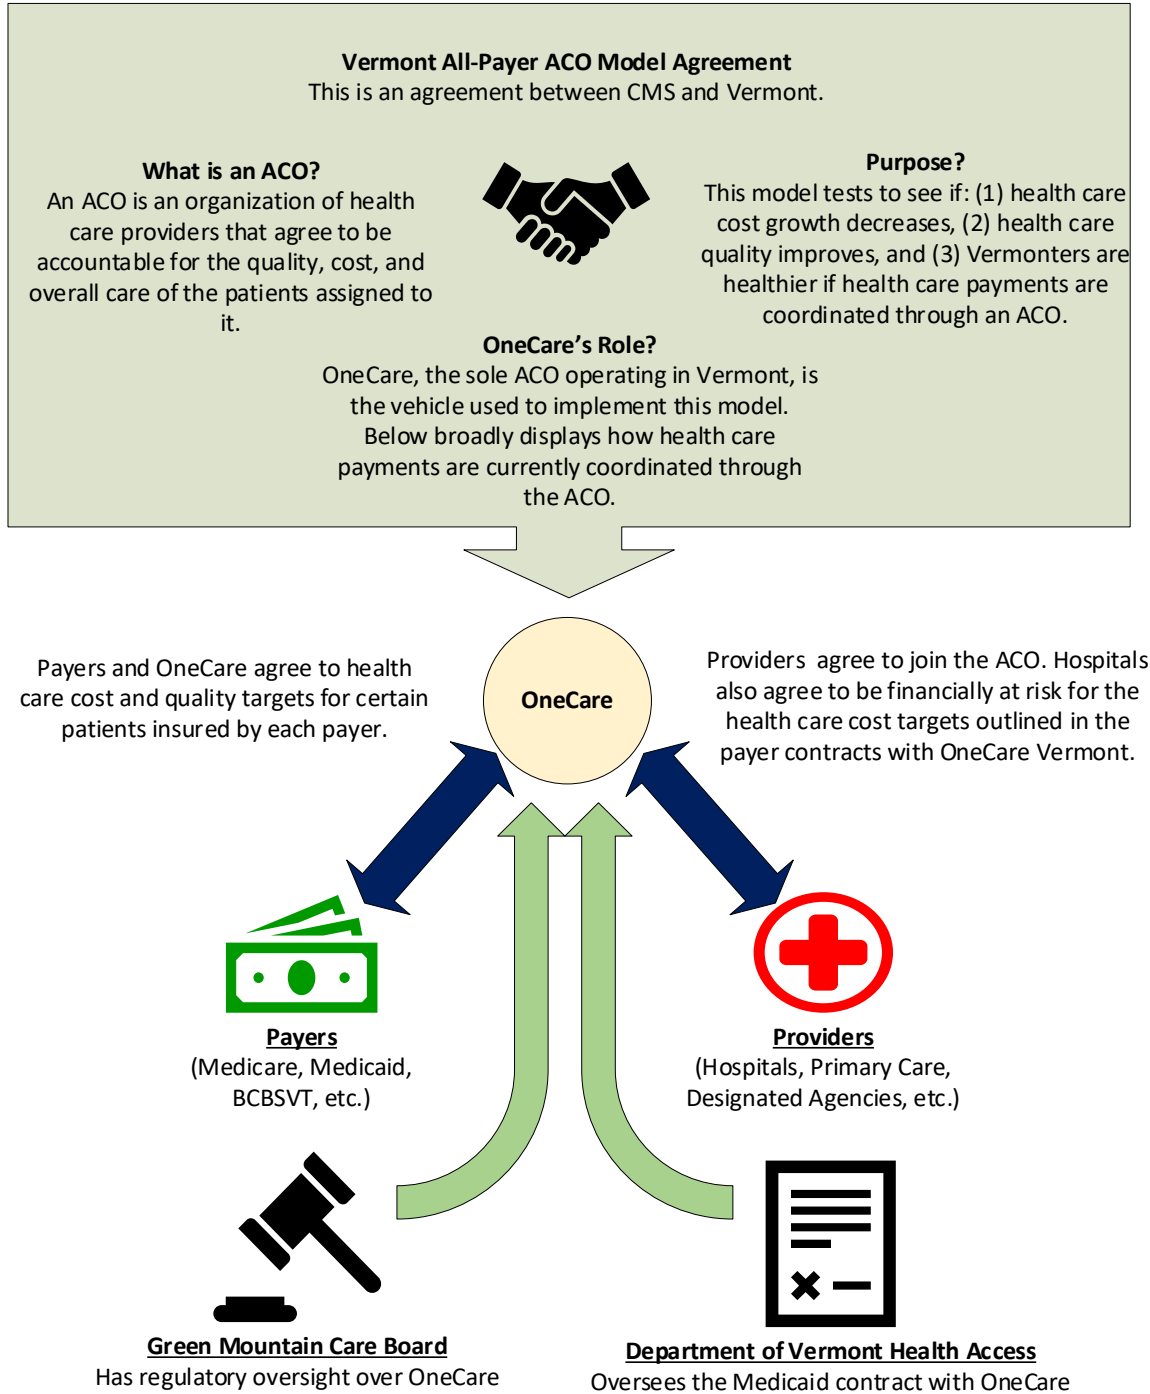 Vermont All-Payer ACO Model Agreement
This is an agreement between CMS and Vermont.
What is an ACO?
An ACO is an organization of health
care providers that agree to be
accountable for the quality, cost, and
overall care of the patients assigned to
it.
Purpose?
This model tests to see if: (1) health care
cost growth decreases, (2) health care
quality improves, and (3) Vermonters are
healthier if health care payments are
coordinated through an ACO.
OneCare's Role?
OneCare, the sole ACO operating in Vermont, is
the vehicle used to implement this model.
Below broadly displays how health care
payments are currently coordinated through
the ACO.
Payers and OneCare agree to health
care cost and quality targets for certain
patients insured by each payer.
OneCare
Providers agree to join the ACO. Hospitals
also agree to be financially at risk for the
health care cost targets outlined in the
payer contracts with OneCare Vermont.
Payers
(Medicare, Medicaid,
BCBSVT, etc.)
Providers
(Hospitals, Primary Care,
Designated Agencies, etc.)
Green Mountain Care Board
Has regulatory oversight over OneCare
Department of Vermont Health Access
Oversees the Medicaid contract with OneCare